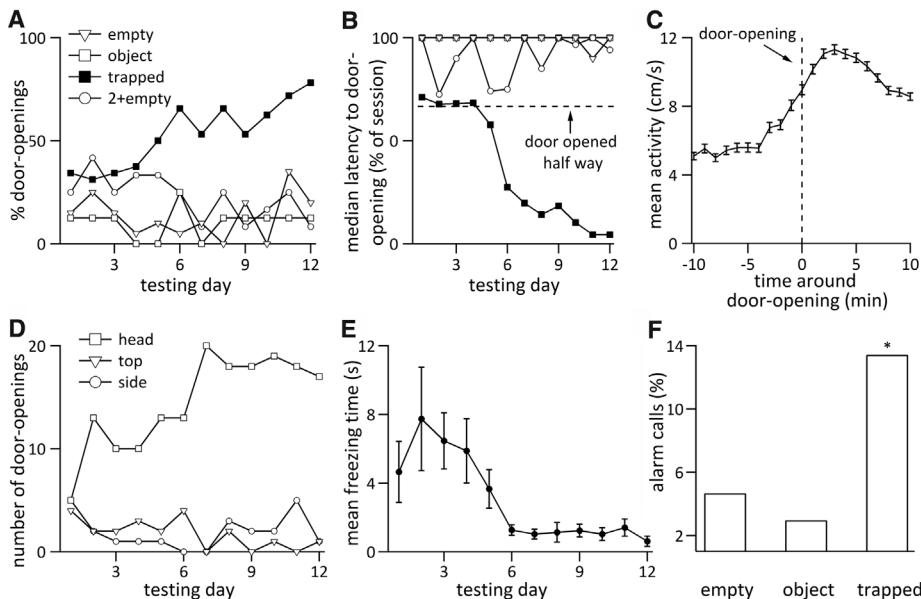 A
100
50
0
% door-openings
empty
object
trapped
2+empty
3
6
9
12
testing day
B
100
0
0
median latency to door-
opening (% of session)
door opened
half way
3
6
9
12
testing day
C
12
8
4
0
mean activity (cm/s)
door-opening
-10
-5
0
5
10
time around
door-opening (min)
D
20
10
0
number of door-openings
head
top
side
3
6
9
12
testing day
E
12
8
4
0
mean freezing time (s)
3
6
9
12
testing day
F
14
10
6
2
alarm calls (%)
*
empty
object
trapped